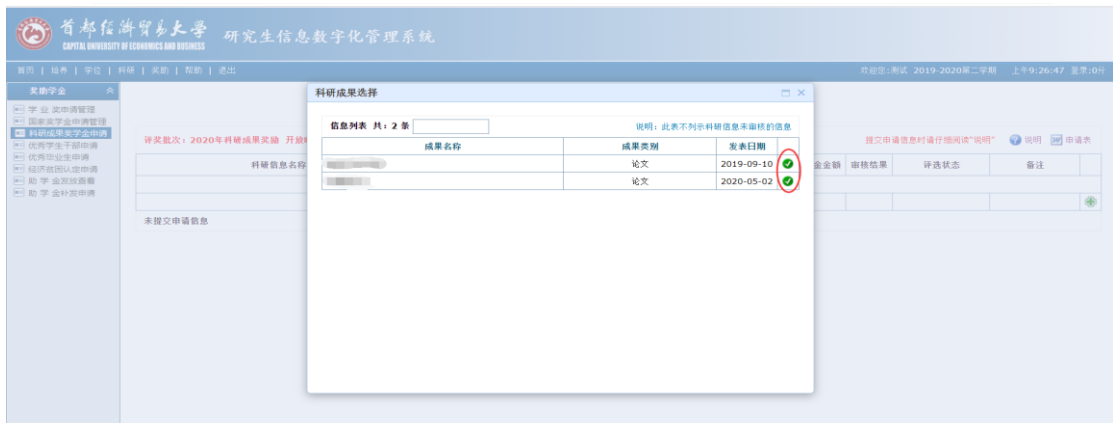 首都经济贸易大学 研究生信息数字化管理系统
CAPITAL UNIVERSITY OF ECONOMICS AND BUSINESS
首页 | 培养 | 学位 | 科研 | 奖助 | 帮助 | 退出
欢迎您:测试 2019-2020第二学期 上午9:26:47 登录:0分
奖助学金
学 业 奖申请管理
国家奖学金申请管理
科研成果奖学金申请
优秀学生干部申请
优秀毕业生申请
经济贫困认定申请
助 学 金发放查看
助 学 金补发申请
科研成果选择
信息列表 共: 2 条
说明: 此表不列示科研信息未审核的信息
成果名称 成果类别 发表日期
论文 2019-09-10
论文 2020-05-02
评奖批次: 2020年科研成果奖励 开放
提交申请信息时请仔细阅读"说明" 说明 申请表
科研信息名称 金金额 审核结果 评选状态 备注
未提交申请信息